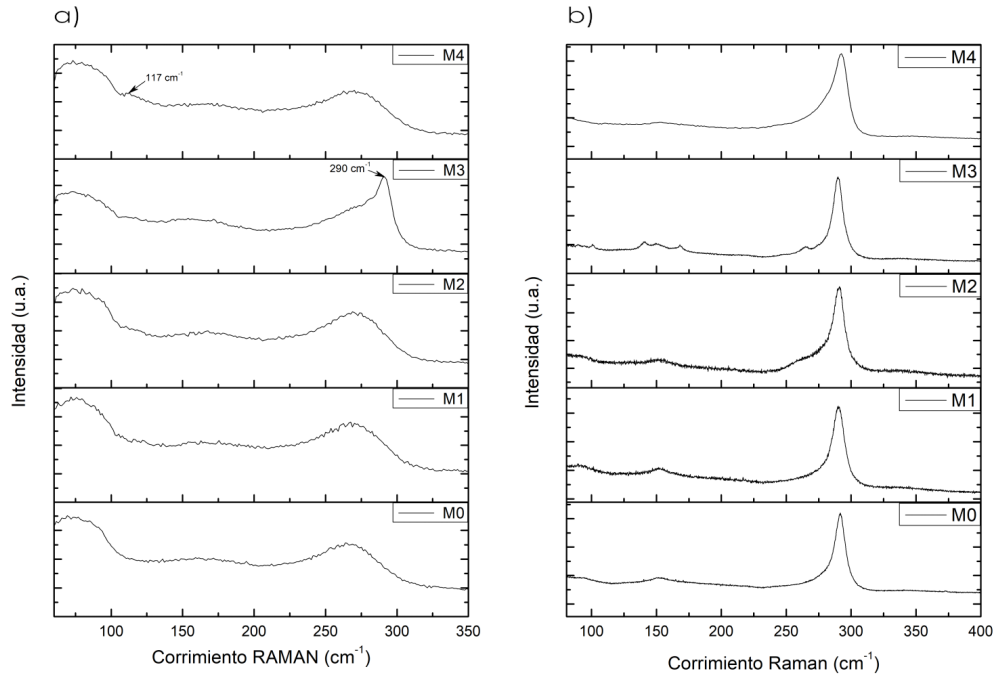 a)
M4
117 cm⁻¹
M3
290 cm⁻¹
M2
M1
M0
Intensidad (u.a.)
100 150 200 250 300 350
Corrimiento RAMAN (cm⁻¹)
b)
M4
M3
M2
M1
M0
Intensidad (u.a.)
100 150 200 250 300 350 400
Corrimiento Raman (cm⁻¹)